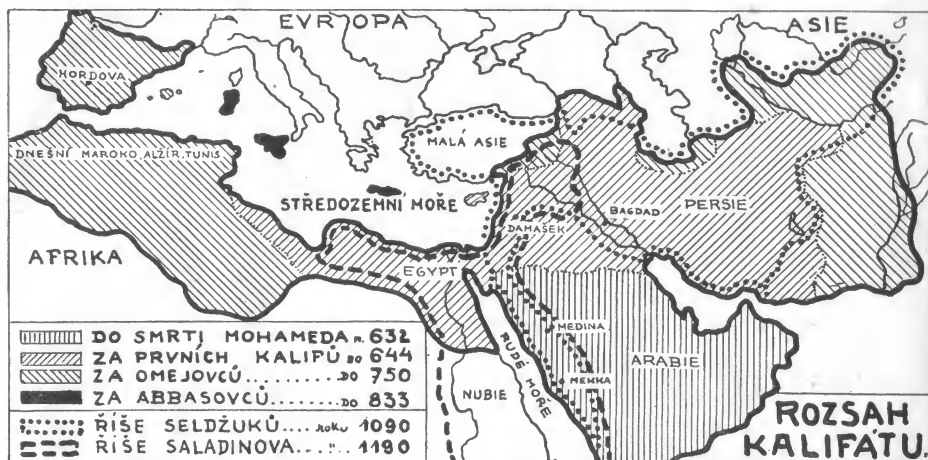 EVROPA
ASIE
KORDOVA
DNEŠNÍ MAROKO, ALŽÍR, TUNIS
MALÁ ASIE
STŘEDOZEMNÍ MOŘE
BAGDAD
PERSIE
DAMAŠEK
AFRIKA
EGYPT
MEDINA
ARABIE
MEKKA
RUDÉ MOŘE
NUBIE
DO SMRTI MOHAMEDA r. 632
ZA PRVNÍCH KALIFŮ DO 644
ZA OMEJOVCŮ.......... DO 750
ZA ABBASOVCŮ....... DO 833
ŘÍŠE SELDŽUKŮ.... roku 1090
ŘÍŠE SALADINOVA... " 1190
ROZSAH
KALIFÁTU.